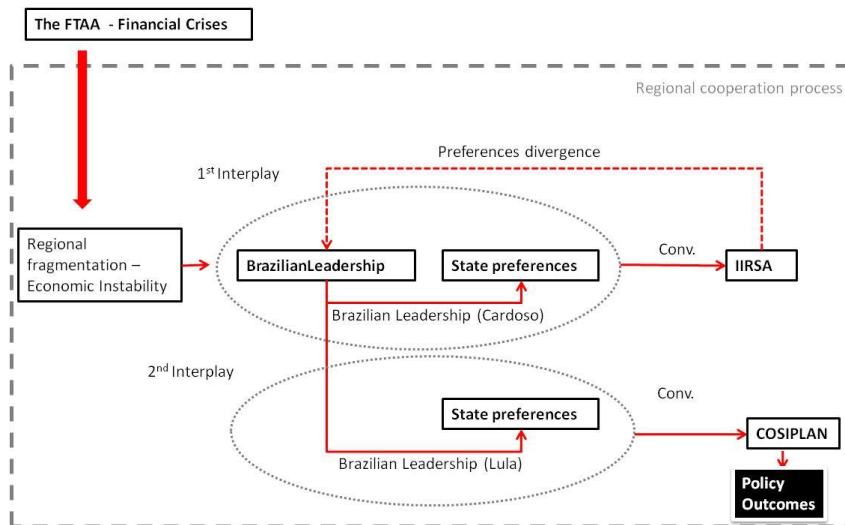 The FTAA  - Financial Crises
Regional cooperation process
Preferences divergence
1st Interplay
Regional
fragmentation –
Economic Instability
BrazilianLeadership
State preferences
Conv.
IIRSA
Brazilian Leadership (Cardoso)
2nd Interplay
Conv.
State preferences
COSIPLAN
Brazilian Leadership (Lula)
Policy
Outcomes